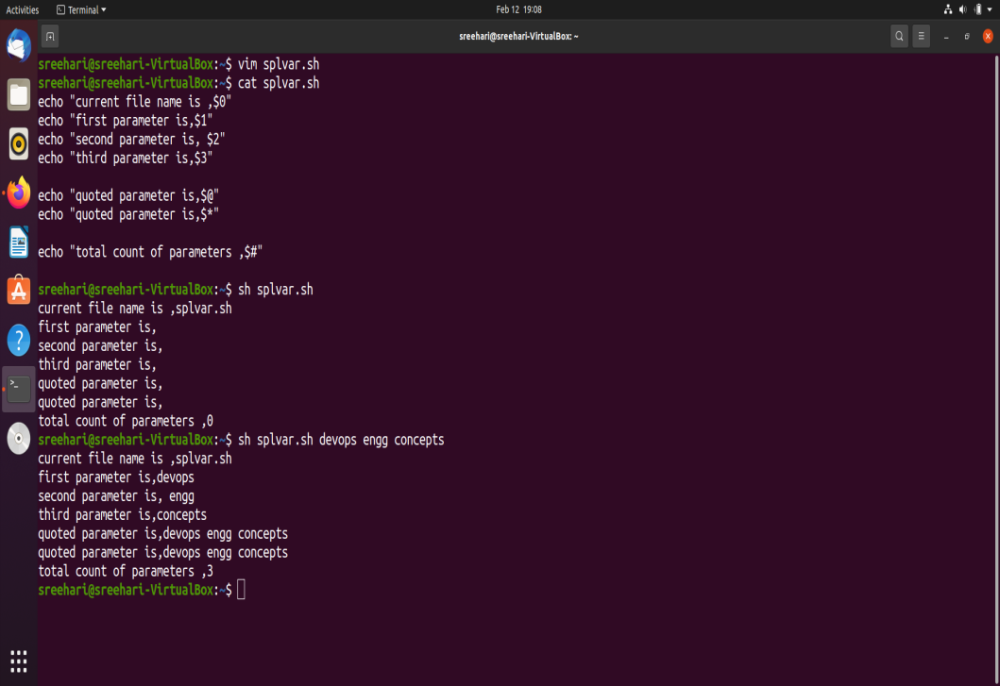 Activities
Terminal
Feb 12 19:08
sreehari@sreehari-VirtualBox: ~
sreehari@sreehari-VirtualBox:~$ vim splvar.sh
sreehari@sreehari-VirtualBox:~$ cat splvar.sh
echo "current file name is ,$0"
echo "first parameter is,$1"
echo "second parameter is, $2"
echo "third parameter is,$3"
echo "quoted parameter is,$@"
echo "quoted parameter is,$*"
echo "total count of parameters ,$#"
sreehari@sreehari-VirtualBox:~$ sh splvar.sh
current file name is ,splvar.sh
first parameter is,
second parameter is,
third parameter is,
quoted parameter is,
quoted parameter is,
total count of parameters ,0
sreehari@sreehari-VirtualBox:~$ sh splvar.sh devops engg concepts
current file name is ,splvar.sh
first parameter is,devops
second parameter is, engg
third parameter is,concepts
quoted parameter is,devops engg concepts
quoted parameter is,devops engg concepts
total count of parameters ,3
sreehari@sreehari-VirtualBox:~$